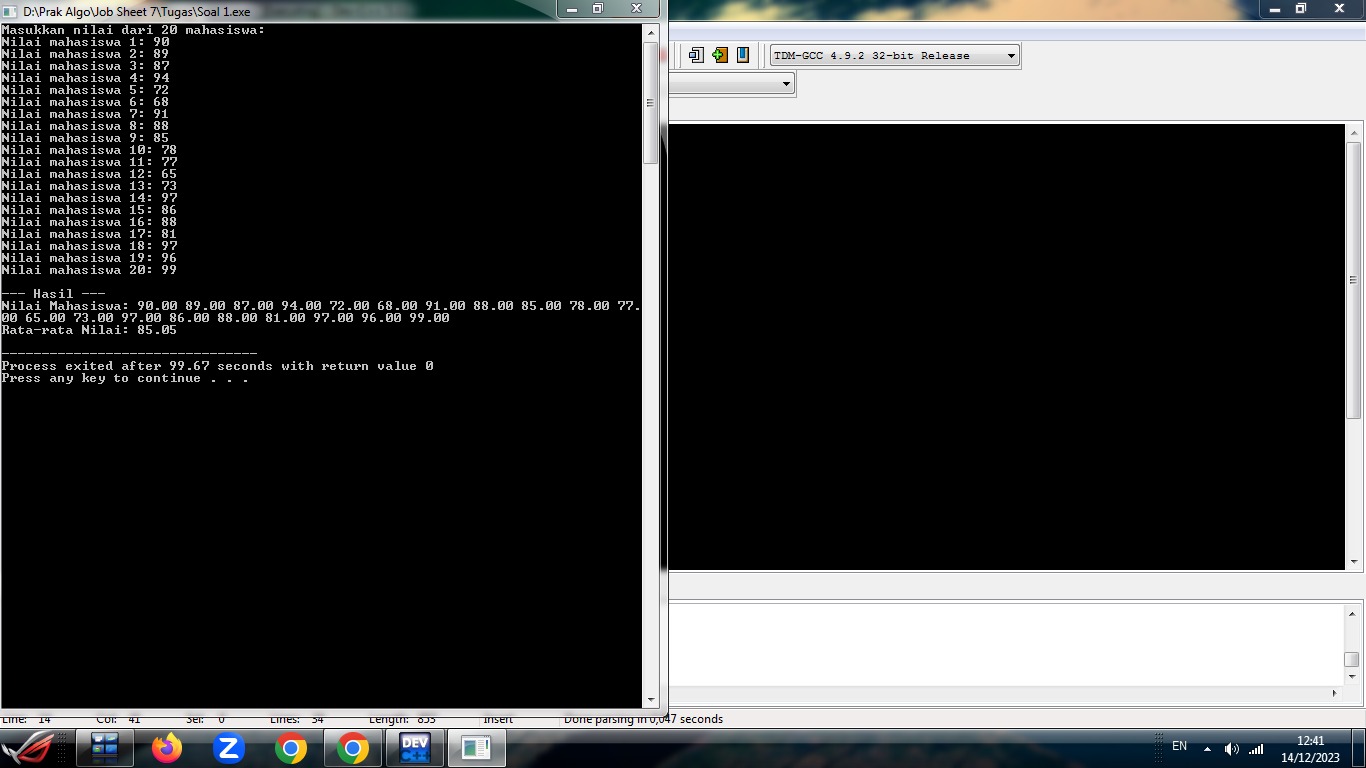 D:\Prak Algo\Job Sheet 7\Tugas\Soal 1.exe
Masukkan nilai dari 20 mahasiswa:
Nilai mahasiswa 1: 90
Nilai mahasiswa 2: 89
Nilai mahasiswa 3: 87
Nilai mahasiswa 4: 94
Nilai mahasiswa 5: 72
Nilai mahasiswa 6: 68
Nilai mahasiswa 7: 91
Nilai mahasiswa 8: 88
Nilai mahasiswa 9: 85
Nilai mahasiswa 10: 78
Nilai mahasiswa 11: 77
Nilai mahasiswa 12: 65
Nilai mahasiswa 13: 73
Nilai mahasiswa 14: 97
Nilai mahasiswa 15: 86
Nilai mahasiswa 16: 88
Nilai mahasiswa 17: 81
Nilai mahasiswa 18: 97
Nilai mahasiswa 19: 96
Nilai mahasiswa 20: 99
--- Hasil ---
Nilai Mahasiswa: 90.00 89.00 87.00 94.00 72.00 68.00 91.00 88.00 85.00 78.00 77.
00 65.00 73.00 97.00 86.00 88.00 81.00 97.00 96.00 99.00
Rata-rata Nilai: 85.05
--------------------------------
Process exited after 99.67 seconds with return value 0
Press any key to continue . . .
TDM-GCC 4.9.2 32-bit Release
Line: 14 Col: 41 Sel: 0 Lines: 34 Length: 853 Insert Done parsing in 0,047 seconds
DEV
C++
EN
12:41
14/12/2023